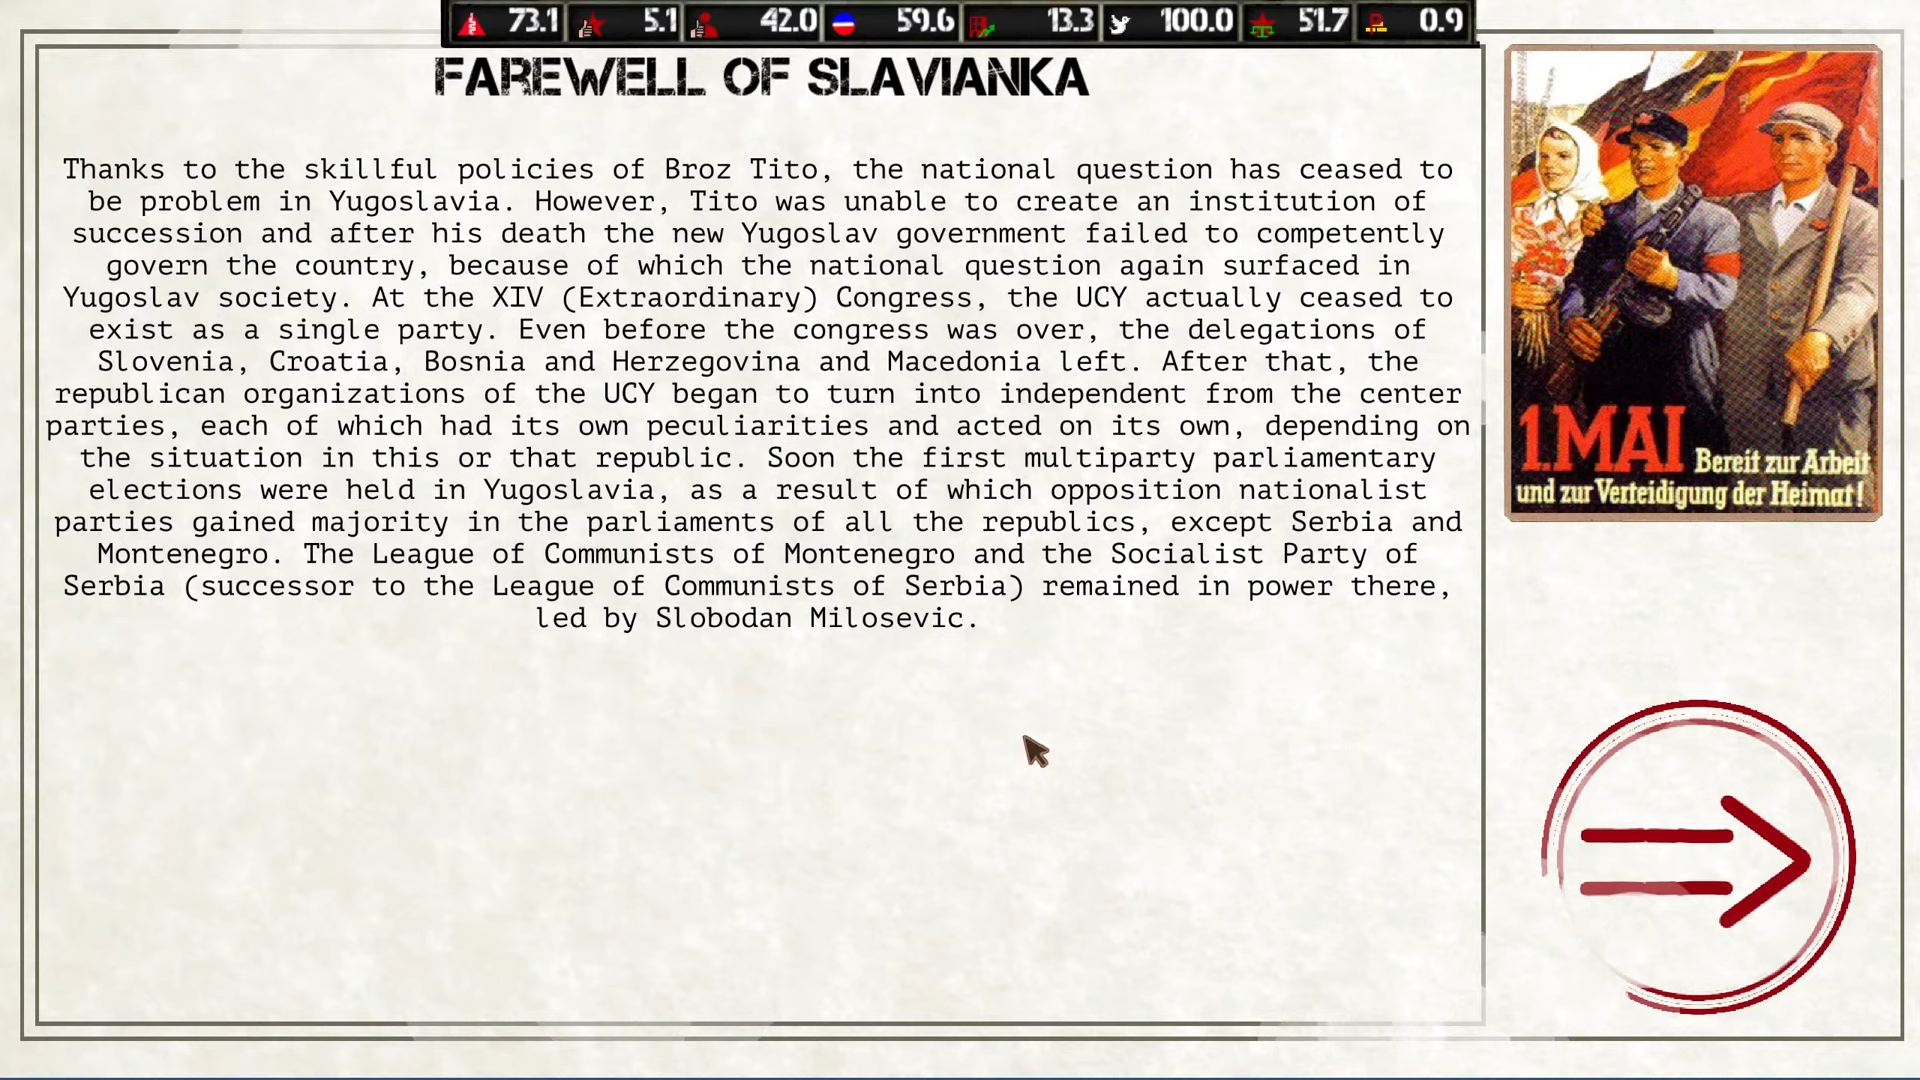 73.1 5.1 42.0 59.6 13.3 100.0 51.7 0.9
FAREWELL OF SLAVIANKA
Thanks to the skillful policies of Broz Tito, the national question has ceased to
be problem in Yugoslavia. However, Tito was unable to create an institution of
succession and after his death the new Yugoslav government failed to competently
govern the country, because of which the national question again surfaced in
Yugoslav society. At the XIV (Extraordinary) Congress, the UCY actually ceased to
exist as a single party. Even before the congress was over, the delegations of
Slovenia, Croatia, Bosnia and Herzegovina and Macedonia left. After that, the
republican organizations of the UCY began to turn into independent from the center
parties, each of which had its own peculiarities and acted on its own, depending on
the situation in this or that republic. Soon the first multiparty parliamentary
elections were held in Yugoslavia, as a result of which opposition nationalist
parties gained majority in the parliaments of all the republics, except Serbia and
Montenegro. The League of Communists of Montenegro and the Socialist Party of
Serbia (successor to the League of Communists of Serbia) remained in power there,
led by Slobodan Milosevic.
1.MAI Bereit zur Arbeit
und zur Verteidigung der Heimat!